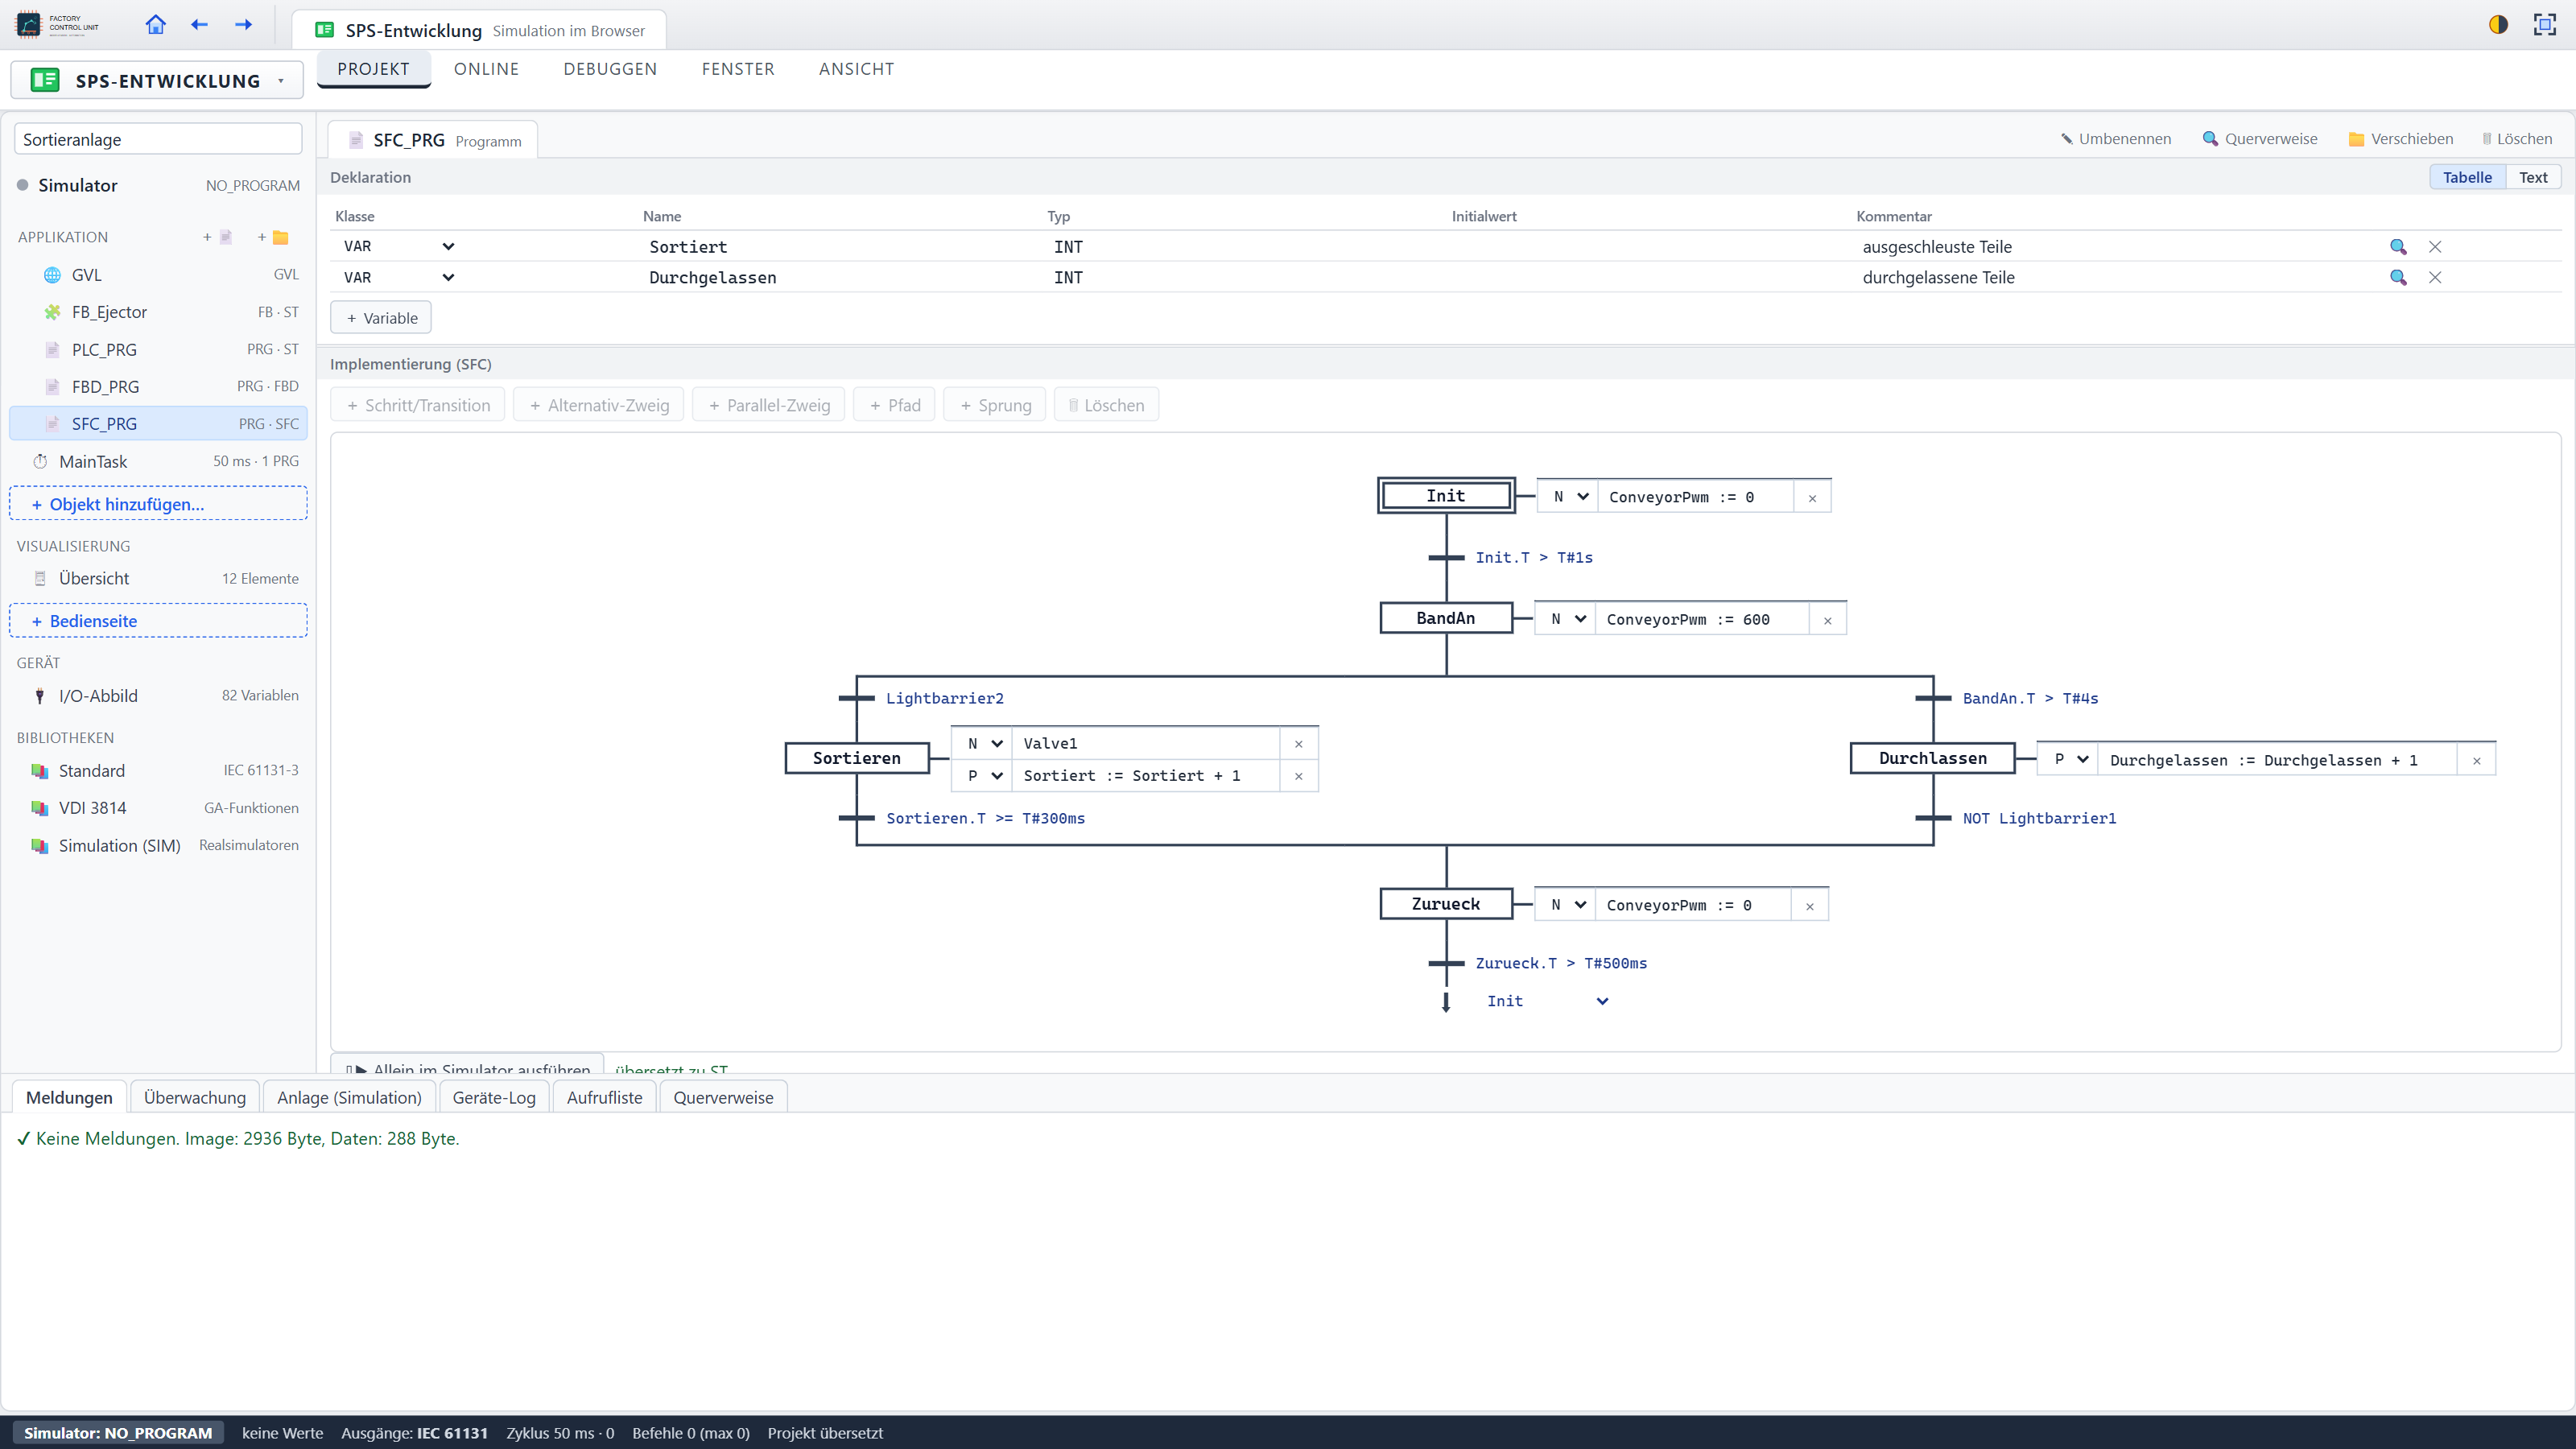 FACTORY
CONTROL UNIT
SPS-Entwicklung Simulation im Browser
SPS-ENTWICKLUNG
PROJEKT ONLINE DEBUGGEN FENSTER ANSICHT
Sortieranlage
Simulator NO_PROGRAM
APPLIKATION + +
GVL GVL
FB_Ejector FB · ST
PLC_PRG PRG · ST
FBD_PRG PRG · FBD
SFC_PRG PRG · SFC
MainTask 50 ms · 1 PRG
+ Objekt hinzufügen...
VISUALISIERUNG
Übersicht 12 Elemente
+ Bedienseite
GERÄT
I/O-Abbild 82 Variablen
BIBLIOTHEKEN
Standard IEC 61131-3
VDI 3814 GA-Funktionen
Simulation (SIM) Realsimulatoren
SFC_PRG Programm
Umbenennen Querverweise Verschieben Löschen
Deklaration Tabelle Text
Klasse Name Typ Initialwert Kommentar
VAR Sortiert INT ausgeschleuste Teile
VAR Durchgelassen INT durchgelassene Teile
+ Variable
Implementierung (SFC)
+ Schritt/Transition + Alternativ-Zweig + Parallel-Zweig + Pfad + Sprung Löschen
Init N ConveyorPwm := 0 ×
Init.T > T#1s
BandAn N ConveyorPwm := 600 ×
Lightbarrier2 BandAn.T > T#4s
Sortieren N Valve1 ×
P Sortiert := Sortiert + 1 ×
Durchlassen P Durchgelassen := Durchgelassen + 1 ×
Sortieren.T >= T#300ms NOT Lightbarrier1
Zurueck N ConveyorPwm := 0 ×
Zurueck.T > T#500ms
Init
Allein im Simulator ausführen übersetzt zu ST
Meldungen Überwachung Anlage (Simulation) Geräte-Log Aufrufliste Querverweise
✓ Keine Meldungen. Image: 2936 Byte, Daten: 288 Byte.
Simulator: NO_PROGRAM keine Werte Ausgänge: IEC 61131 Zyklus 50 ms · 0 Befehle 0 (max 0) Projekt übersetzt